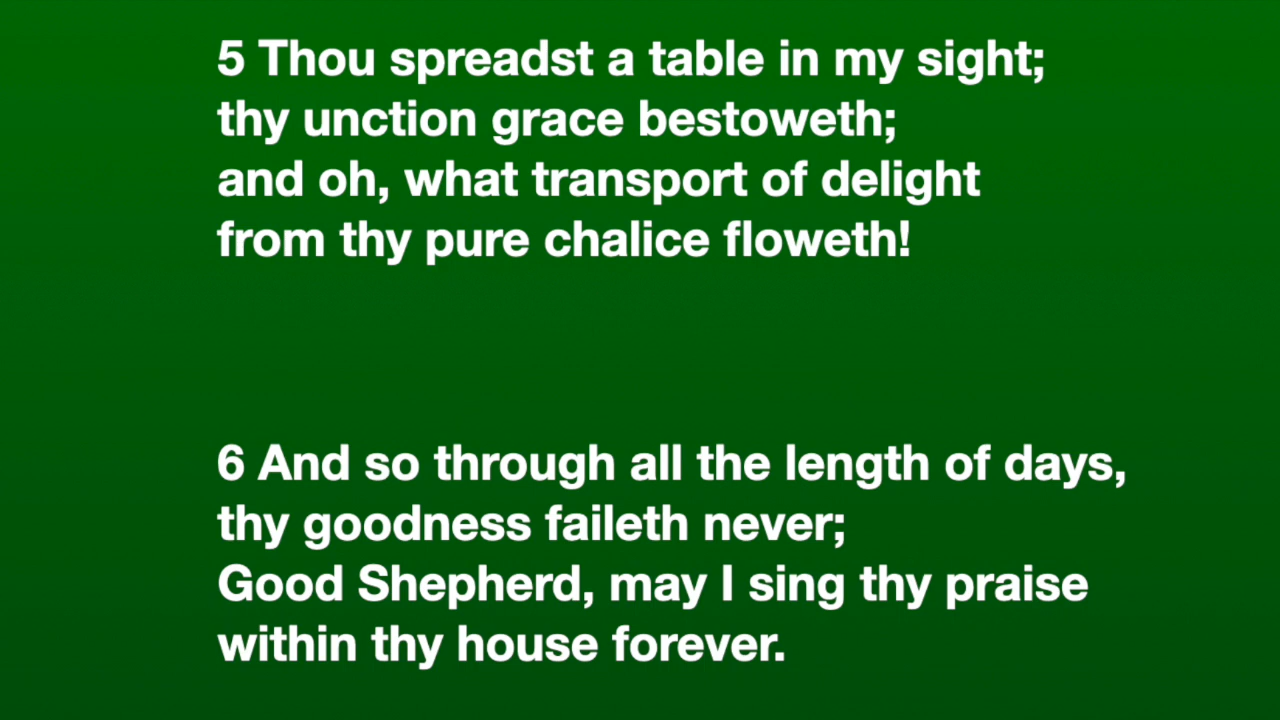 5 Thou spreadst a table in my sight;
thy unction grace bestoweth;
and oh, what transport of delight
from thy pure chalice floweth!
6 And so through all the length of days,
thy goodness faileth never;
Good Shepherd, may I sing thy praise
within thy house forever.